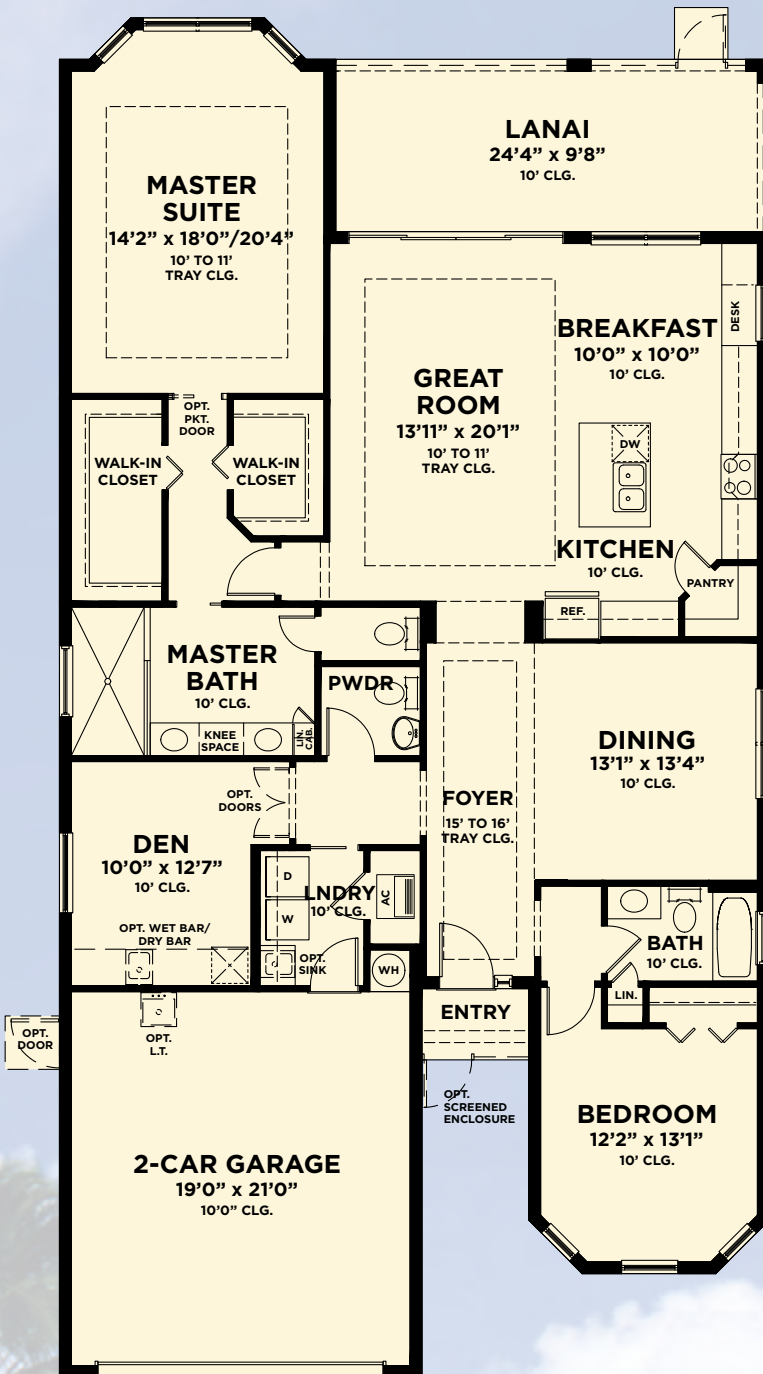 LANAI
24’4” x 9’8”
10’ CLG.
MASTER
SUITE
14’2” x 18’0”/20’4”
10’ TO 11’
TRAY CLG.
BREAKFAST
10’0” x 10’0”
10’ CLG.
DESK
GREAT
ROOM
13’11” x 20’1”
10’ TO 11’
TRAY CLG.
OPT.
PKT.
DOOR
WALK-IN
CLOSET
WALK-IN
CLOSET
DW
KITCHEN
10’ CLG.
PANTRY
REF.
MASTER
BATH
10’ CLG.
PWDR
KNEE
SPACE
LIN.
CAB.
DINING
13’1” x 13’4”
10’ CLG.
OPT.
DOORS
FOYER
15’ TO 16’
TRAY CLG.
DEN
10’0” x 12’7”
10’ CLG.
D
LNDRY
10’ CLG.
AC
W
OPT. WET BAR/
DRY BAR
OPT.
SINK
WH
BATH
10’ CLG.
LIN.
ENTRY
OPT.
DOOR
OPT.
L.T.
OPT.
SCREENED
ENCLOSURE
BEDROOM
12’2” x 13’1”
10’ CLG.
2-CAR GARAGE
19’0” x 21’0”
10’0” CLG.